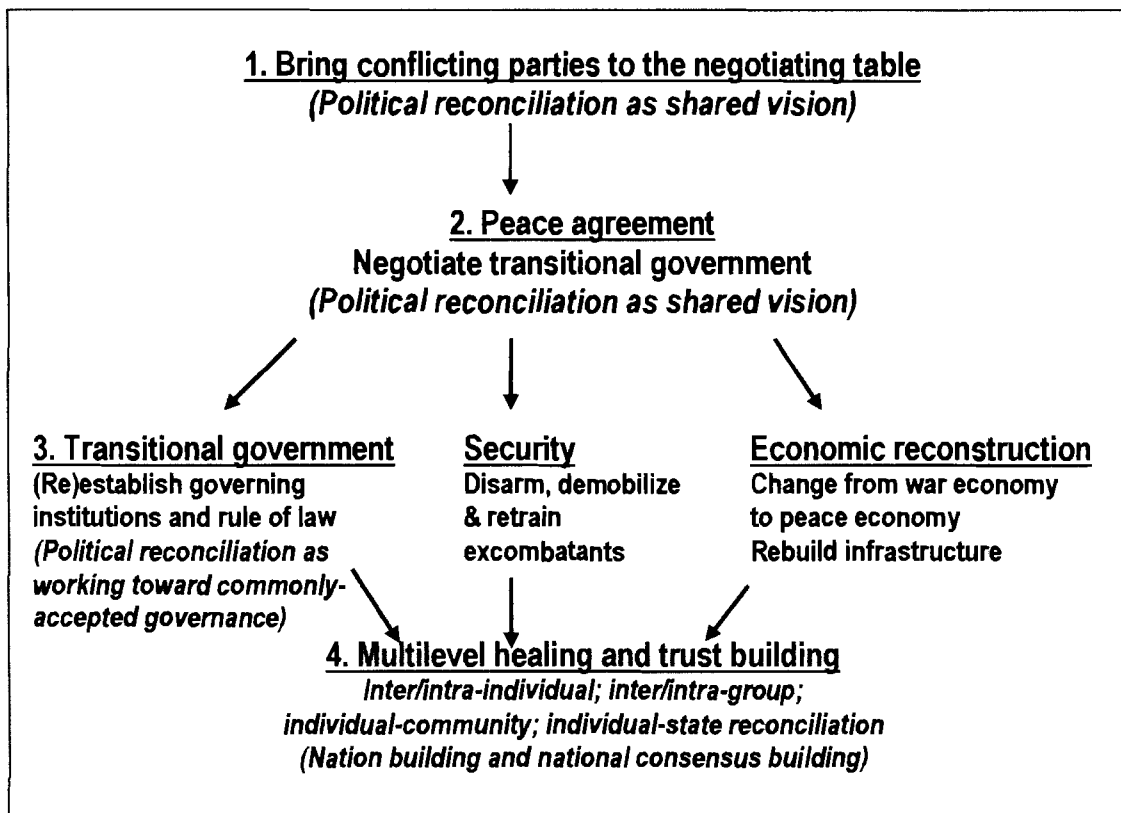 1. Bring conflicting parties to the negotiating table
(Political reconciliation as shared vision)
2. Peace agreement
Negotiate transitional government
(Political reconciliation as shared vision)
3. Transitional government
(Re)establish governing
institutions and rule of law
(Political reconciliation as
working toward commonly-
accepted governance)
Security
Disarm, demobilize
& retrain
excombatants
Economic reconstruction
Change from war economy
to peace economy
Rebuild infrastructure
4. Multilevel healing and trust building
Inter/intra-individual; inter/intra-group;
individual-community; individual-state reconciliation
(Nation building and national consensus building)